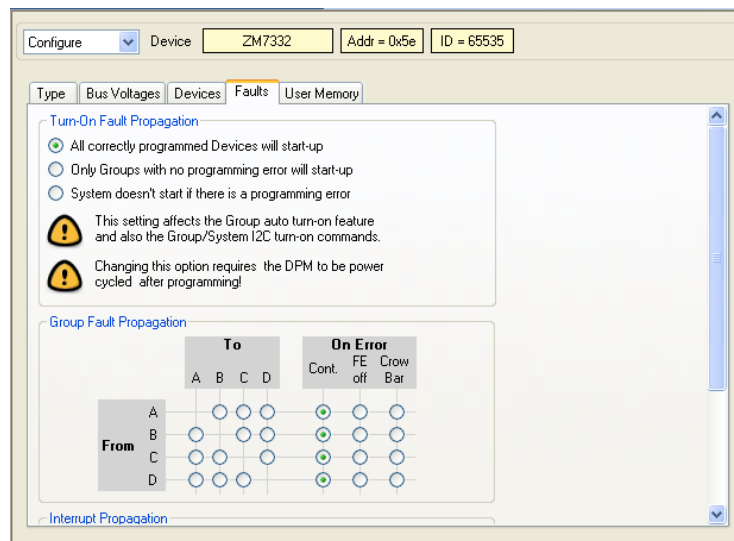 Configure Device ZM7332 Addr = 0x5e ID = 65535
Type Bus Voltages Devices Faults User Memory
Turn-On Fault Propagation
All correctly programmed Devices will start-up
Only Groups with no programming error will start-up
System doesn't start if there is a programming error
This setting affects the Group auto turn-on feature
and also the Group/System I2C turn-on commands.
Changing this option requires the DPM to be power
cycled after programming!
Group Fault Propagation
To On Error
Cont. FE off Crow Bar
A B C D
From
A
B
C
D
Interrupt Propagation